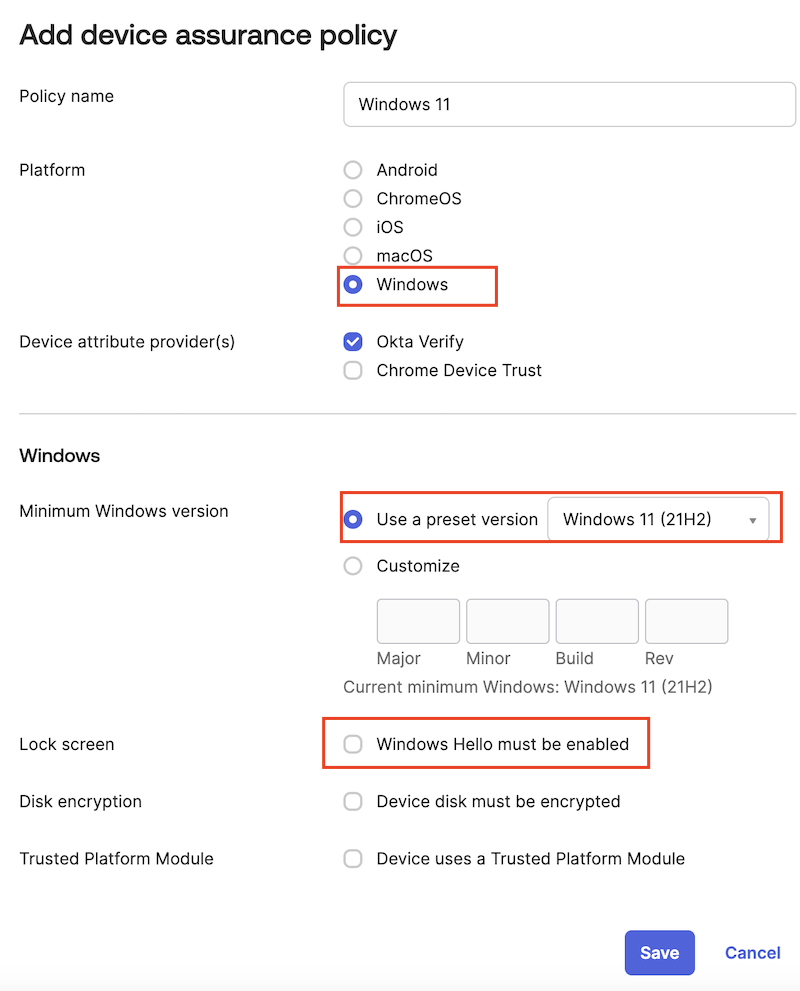 Add device assurance policy
Policy name
Windows 11
Platform
Android
ChromeOS
iOS
macOS
Windows
Device attribute provider(s)
Okta Verify
Chrome Device Trust
Windows
Minimum Windows version
Use a preset version
Windows 11 (21H2)
Customize
Major Minor Build Rev
Current minimum Windows: Windows 11 (21H2)
Lock screen
Windows Hello must be enabled
Disk encryption
Device disk must be encrypted
Trusted Platform Module
Device uses a Trusted Platform Module
Save
Cancel